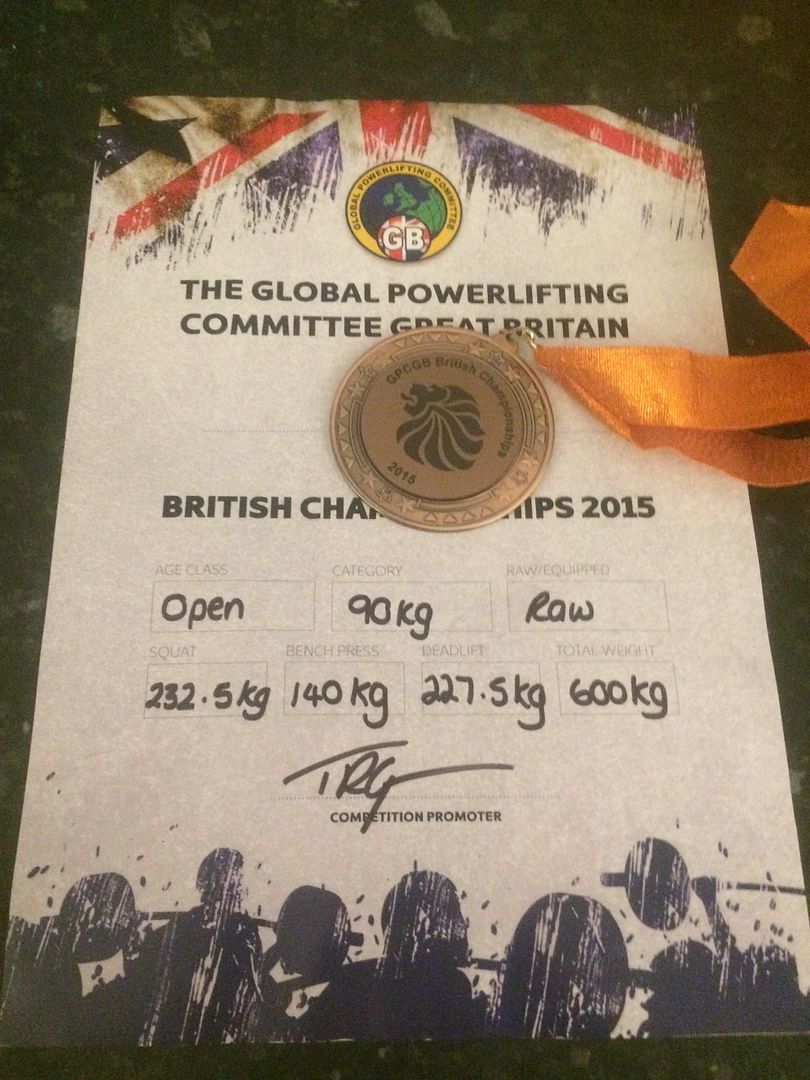 GLOBAL POWERLIFTING COMMITTEE
GB
THE GLOBAL POWERLIFTING
COMMITTEE GREAT BRITAIN
GPCGB British Championships
2015
BRITISH CHA IPS 2015
AGE CLASS CATEGORY RAW/EQUIPPED
Open 90kg Raw
SQUAT BENCH PRESS DEADLIFT TOTAL WEIGHT
232.5kg 140kg 227.5kg 600kg
COMPETITION PROMOTER